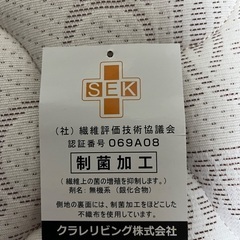 SEK
（社）繊維評価技術協議会
認証番号 069A08
制菌加工
（繊維上の菌の増殖を抑制します。）
剤名：無機系（銀化合物）
側地の裏面には、制菌加工をほどこした
不織布を使用しています。
クラレリビング株式会社